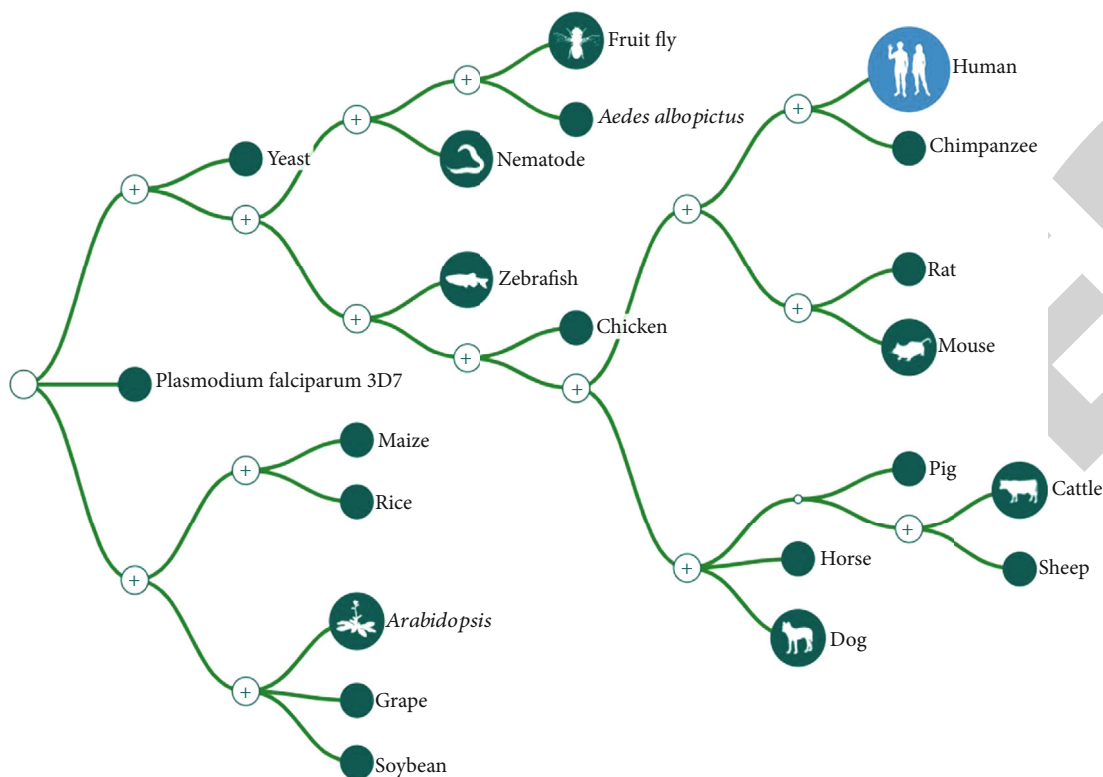 Fruit fly
Human
Aedes albopictus
Chimpanzee
Yeast
Nematode
Zebrafish
Rat
Chicken
Mouse
Plasmodium falciparum 3D7
Maize
Pig
Cattle
Rice
Horse
Sheep
Arabidopsis
Dog
Grape
Soybean